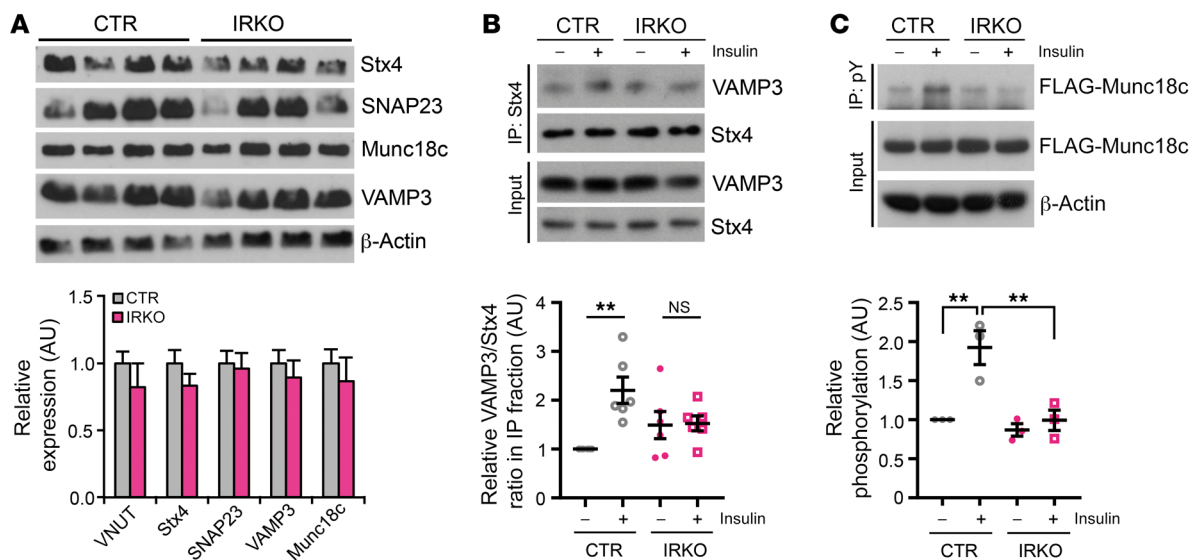 A
CTR IRKO
Stx4
SNAP23
Munc18c
VAMP3
β-Actin
Relative
expression (AU)
1.5
1.0
0.5
0.0
CTR
IRKO
VNUT Stx4 SNAP23 VAMP3 Munc18c
B
CTR IRKO
– + – + Insulin
IP: Stx4
VAMP3
Stx4
Input
VAMP3
Stx4
Relative VAMP3/Stx4
ratio in IP fraction (AU)
4
3
2
1
0
** NS
– + – + Insulin
CTR IRKO
C
CTR IRKO
– + – + Insulin
IP: pY
FLAG-Munc18c
Input
FLAG-Munc18c
β-Actin
Relative
phosphorylation (AU)
2.5
2.0
1.5
1.0
0.5
0
** **
– + – + Insulin
CTR IRKO